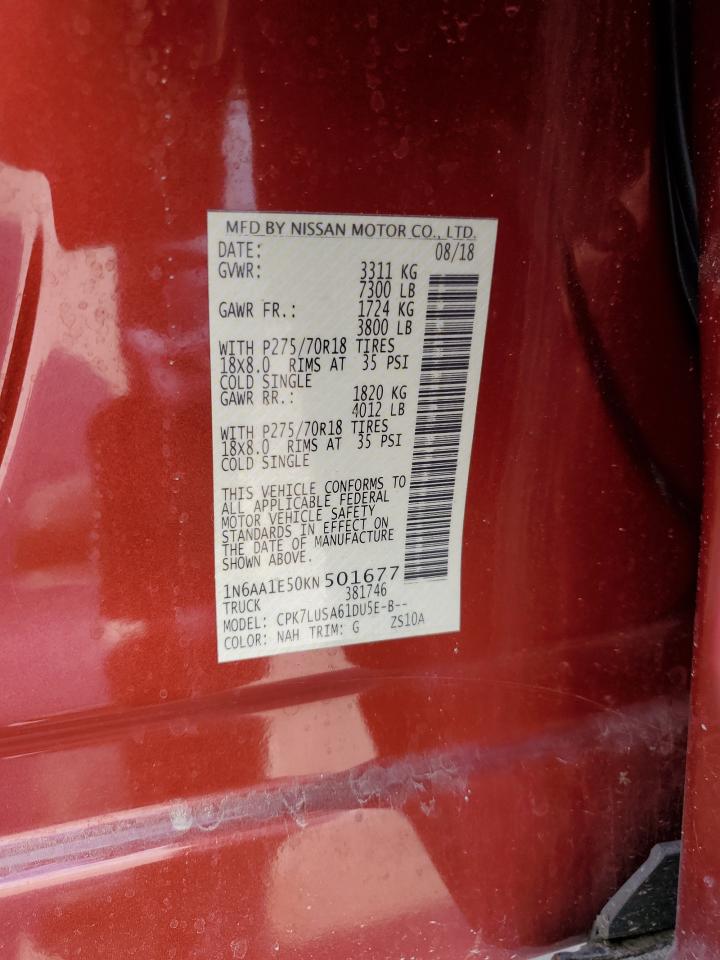 MFD BY NISSAN MOTOR CO., LTD.
DATE: 08/18
GVWR: 3311 KG
7300 LB
GAWR FR.: 1724 KG
3800 LB
WITH P275/70R18 TIRES
18X8.0 RIMS AT 35 PSI
COLD SINGLE
GAWR RR.: 1820 KG
4012 LB
WITH P275/70R18 TIRES
18X8.0 RIMS AT 35 PSI
COLD SINGLE
THIS VEHICLE CONFORMS TO
ALL APPLICABLE FEDERAL
MOTOR VEHICLE SAFETY
STANDARDS IN EFFECT ON
THE DATE OF MANUFACTURE
SHOWN ABOVE.
1N6AA1E50KN501677
TRUCK 381746
MODEL: CPK7LUSA61DU5E-B--
COLOR: NAH TRIM: G ZS10A